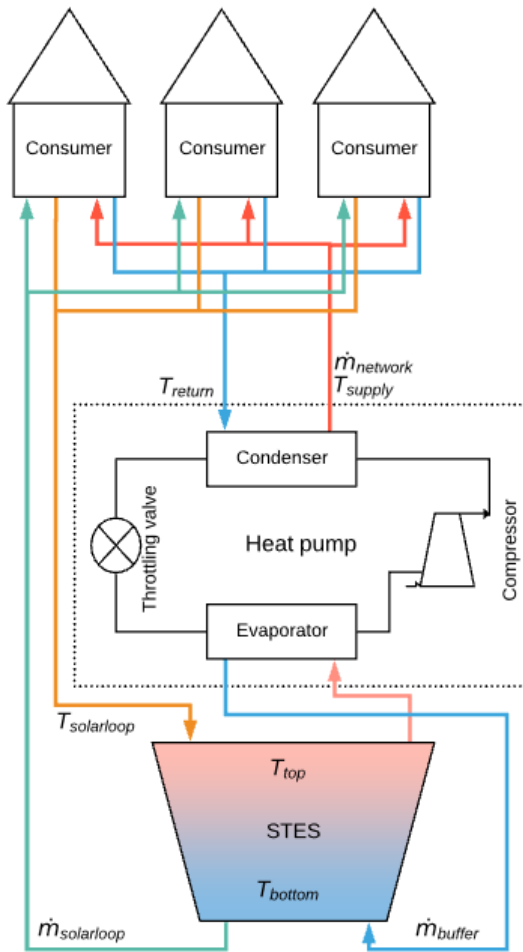 Consumer
Consumer
Consumer
ṁnetwork
Treturn
Tsupply
Condenser
Throttling valve
Heat pump
Compressor
Evaporator
Tsolarloop
Ttop
STES
Tbottom
ṁsolarloop
ṁbuffer